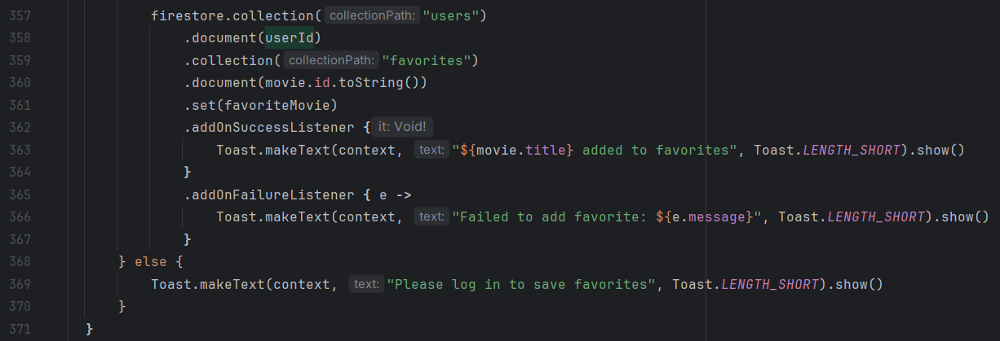 357 firestore.collection( collectionPath: "users")
358 .document(userId)
359 .collection( collectionPath: "favorites")
360 .document(movie.id.toString())
361 .set(favoriteMovie)
362 .addOnSuccessListener { it: Void!
363 Toast.makeText(context, text: "${movie.title} added to favorites", Toast.LENGTH_SHORT).show()
364 }
365 .addOnFailureListener { e ->
366 Toast.makeText(context, text: "Failed to add favorite: ${e.message}", Toast.LENGTH_SHORT).show()
367 }
368 } else {
369 Toast.makeText(context, text: "Please log in to save favorites", Toast.LENGTH_SHORT).show()
370 }
371 }